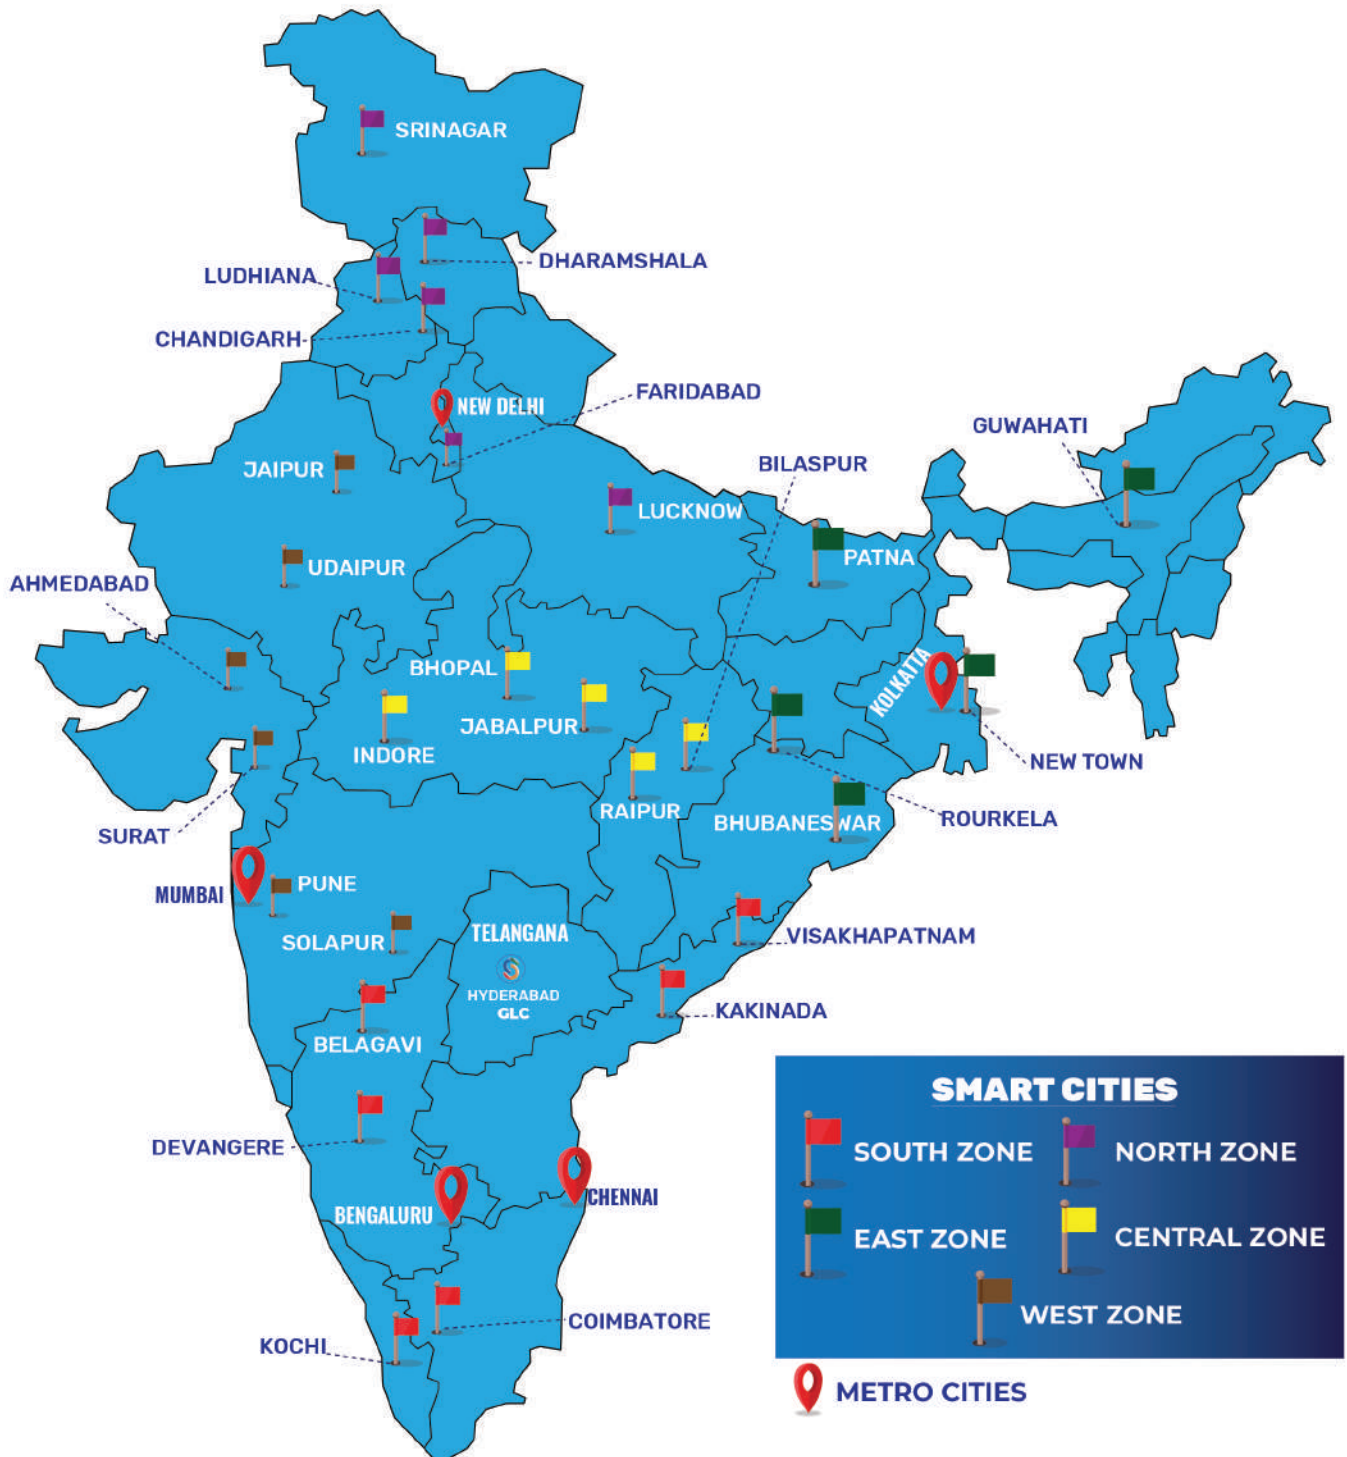 SRINAGAR
DHARAMSHALA
LUDHIANA
CHANDIGARH
FARIDABAD
NEW DELHI
GUWAHATI
BILASPUR
JAIPUR
LUCKNOW
PATNA
UDAIPUR
AHMEDABAD
BHOPAL
KOLKATTA
JABALPUR
INDORE
NEW TOWN
RAIPUR
BHUBANESWAR
ROURKELA
SURAT
MUMBAI
PUNE
SOLAPUR
TELANGANA
VISAKHAPATNAM
HYDERABAD
GLC
KAKINADA
BELAGAVI
DEVANGERE
BENGALURU
CHENNAI
COIMBATORE
KOCHI
SMART CITIES
SOUTH ZONE
NORTH ZONE
EAST ZONE
CENTRAL ZONE
WEST ZONE
METRO CITIES